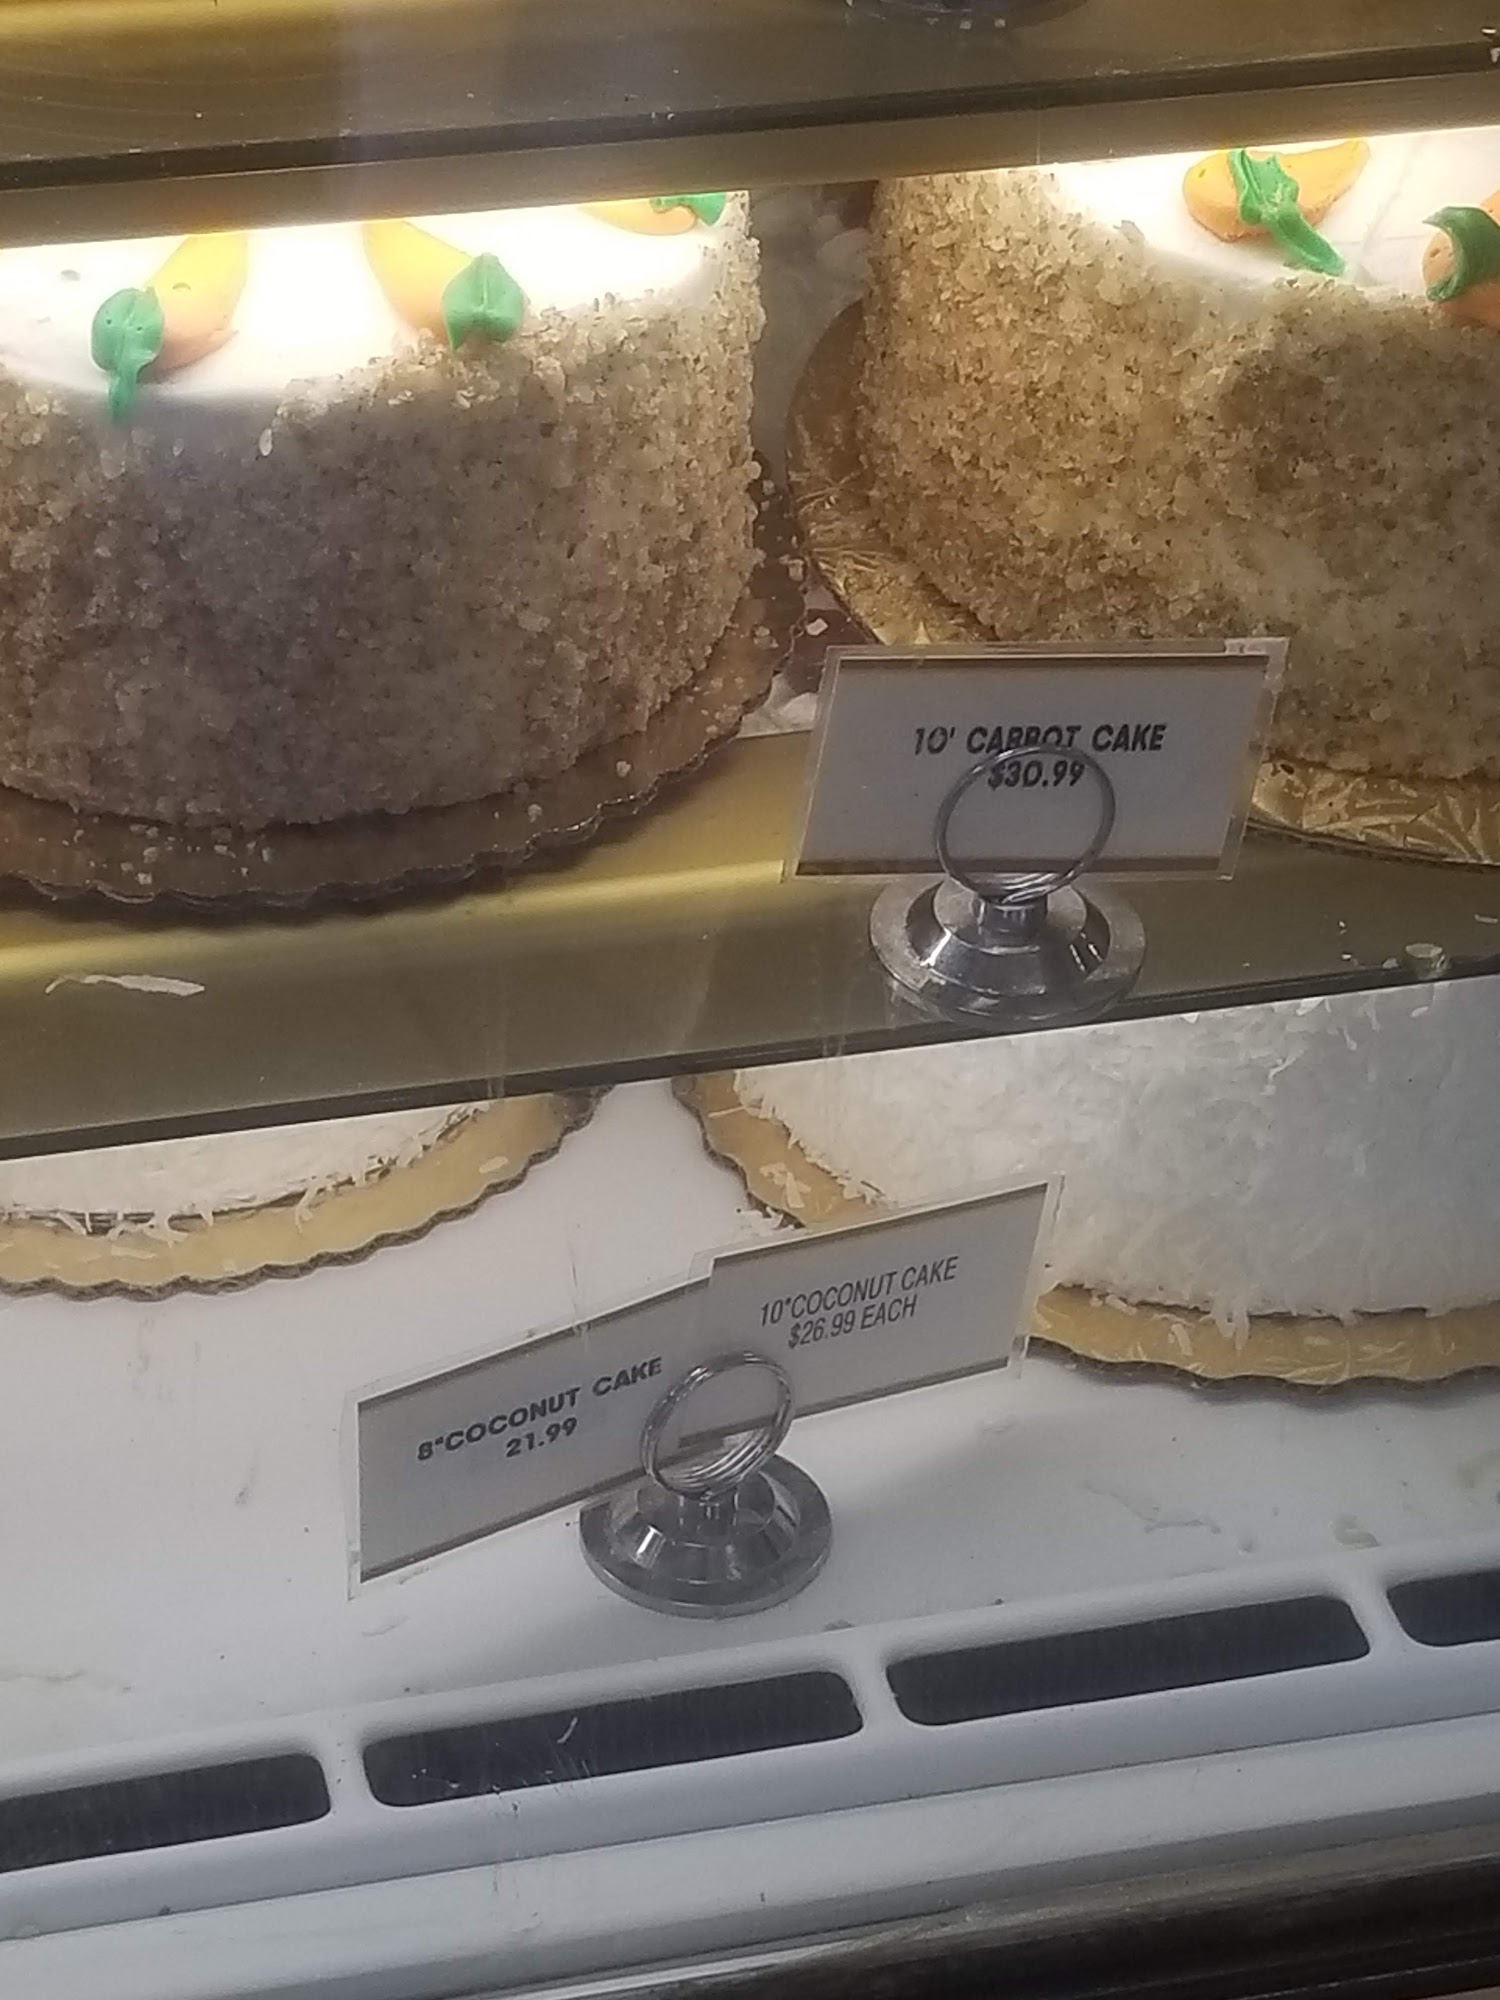 10' CARROT CAKE
$30.99
10"COCONUT CAKE
$26.99 EACH
8"COCONUT CAKE
21.99